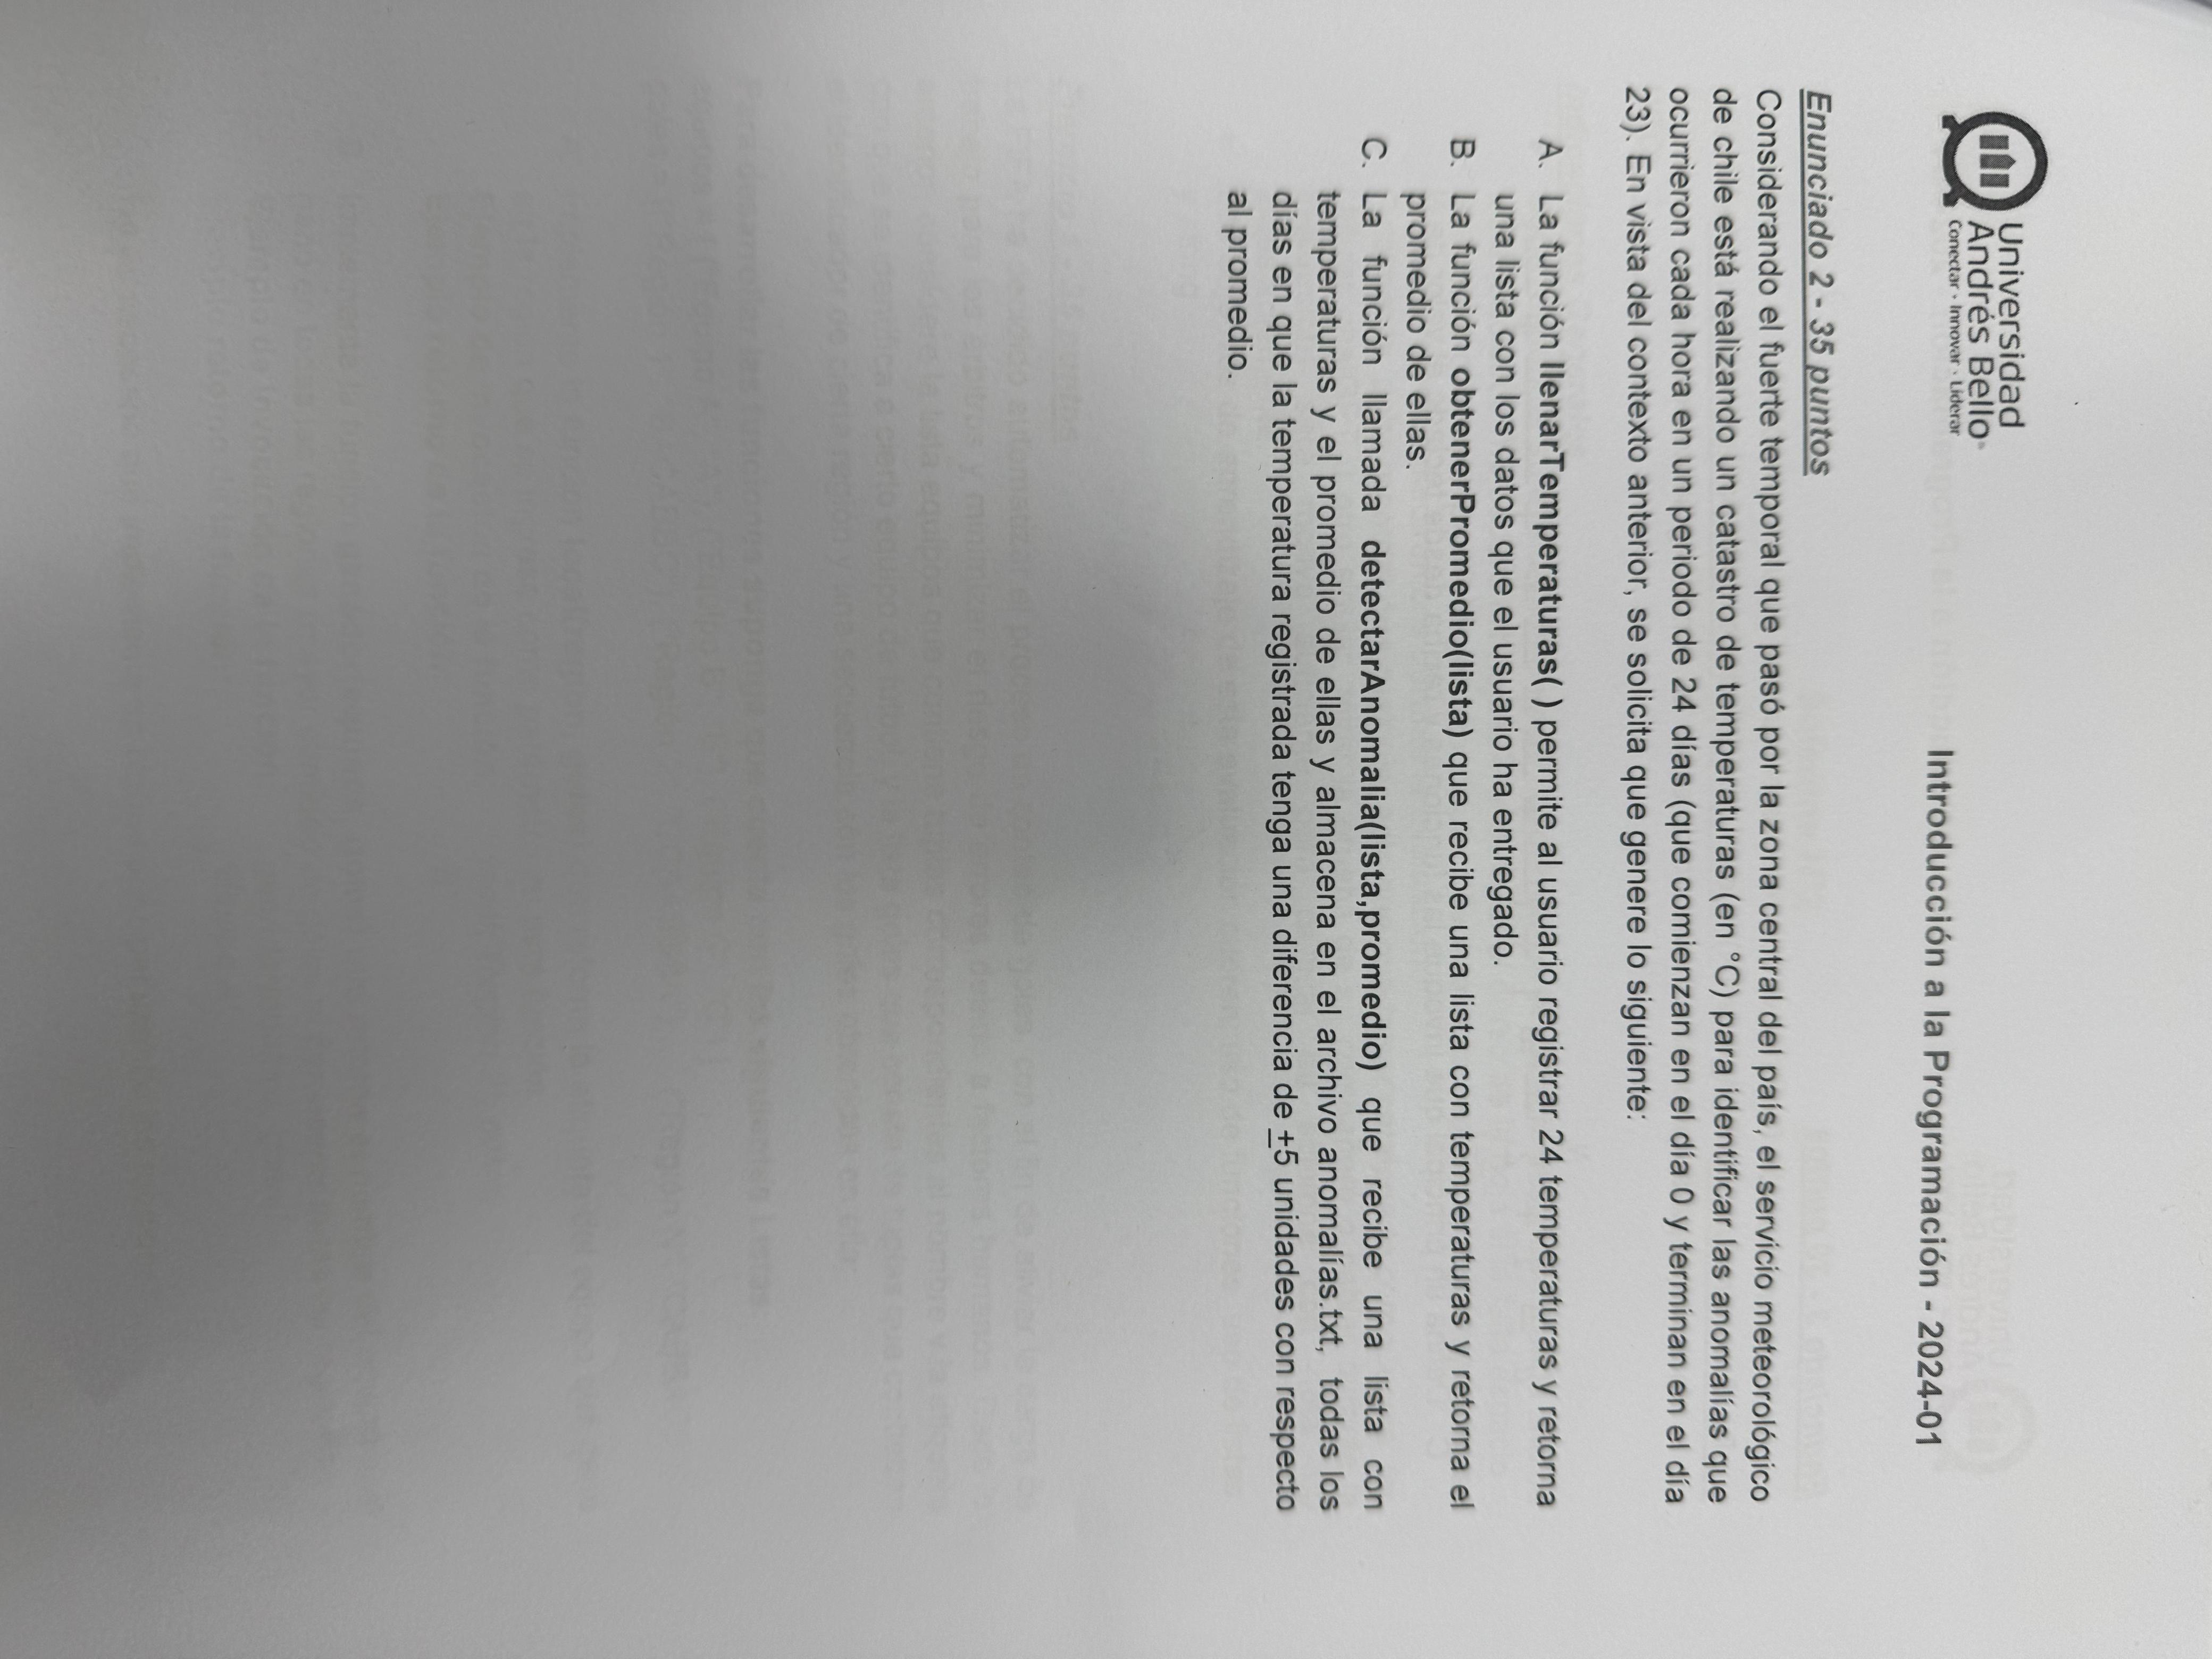 Universidad
Andrés Bello
Conectar · Innovar · Liderar
Introducción a la Programación - 2024-01
Enunciado 2 - 35 puntos
Considerando el fuerte temporal que pasó por la zona central del país, el servicio meteorológico
de chile está realizando un catastro de temperaturas (en °C) para identificar las anomalías que
ocurrieron cada hora en un periodo de 24 días (que comienzan en el día 0 y terminan en el día
23). En vista del contexto anterior, se solicita que genere lo siguiente:
A. La función llenarTemperaturas( ) permite al usuario registrar 24 temperaturas y retorna
una lista con los datos que el usuario ha entregado.
B. La función obtenerPromedio(lista) que recibe una lista con temperaturas y retorna el
promedio de ellas.
C. La función llamada detectarAnomalia(lista,promedio) que recibe una lista con
temperaturas y el promedio de ellas y almacena en el archivo anomalías.txt, todas los
días en que la temperatura registrada tenga una diferencia de +5 unidades con respecto
al promedio.